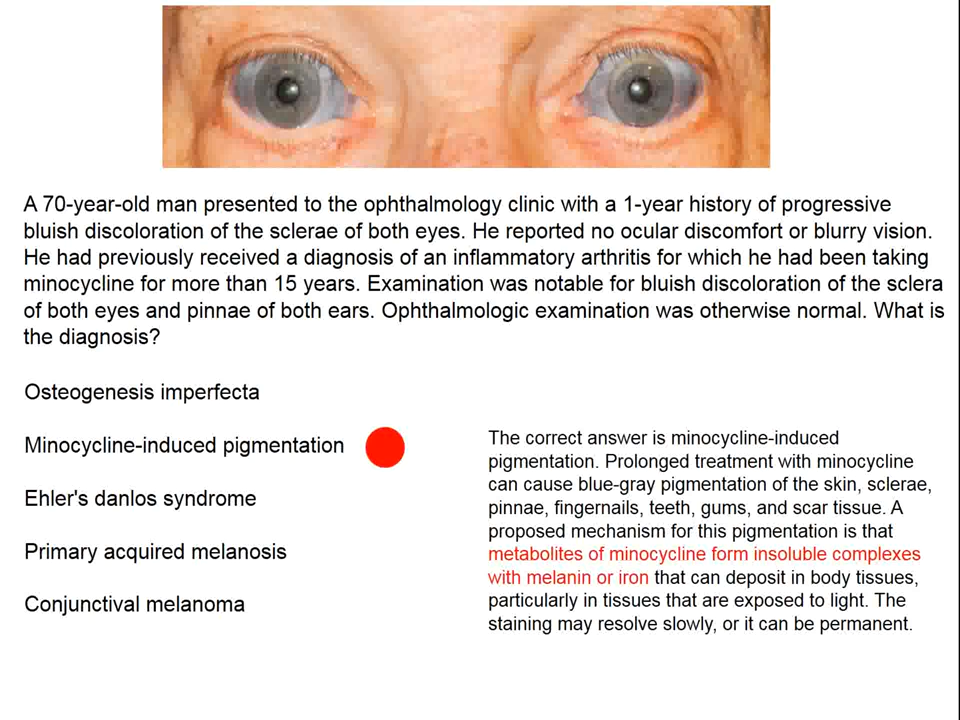 A 70-year-old man presented to the ophthalmology clinic with a 1-year history of progressive
bluish discoloration of the sclerae of both eyes. He reported no ocular discomfort or blurry vision.
He had previously received a diagnosis of an inflammatory arthritis for which he had been taking
minocycline for more than 15 years. Examination was notable for bluish discoloration of the sclera
of both eyes and pinnae of both ears. Ophthalmologic examination was otherwise normal. What is
the diagnosis?
Osteogenesis imperfecta
Minocycline-induced pigmentation
Ehler's danlos syndrome
Primary acquired melanosis
Conjunctival melanoma
The correct answer is minocycline-induced
pigmentation. Prolonged treatment with minocycline
can cause blue-gray pigmentation of the skin, sclerae,
pinnae, fingernails, teeth, gums, and scar tissue. A
proposed mechanism for this pigmentation is that
metabolites of minocycline form insoluble complexes
with melanin or iron that can deposit in body tissues,
particularly in tissues that are exposed to light. The
staining may resolve slowly, or it can be permanent.